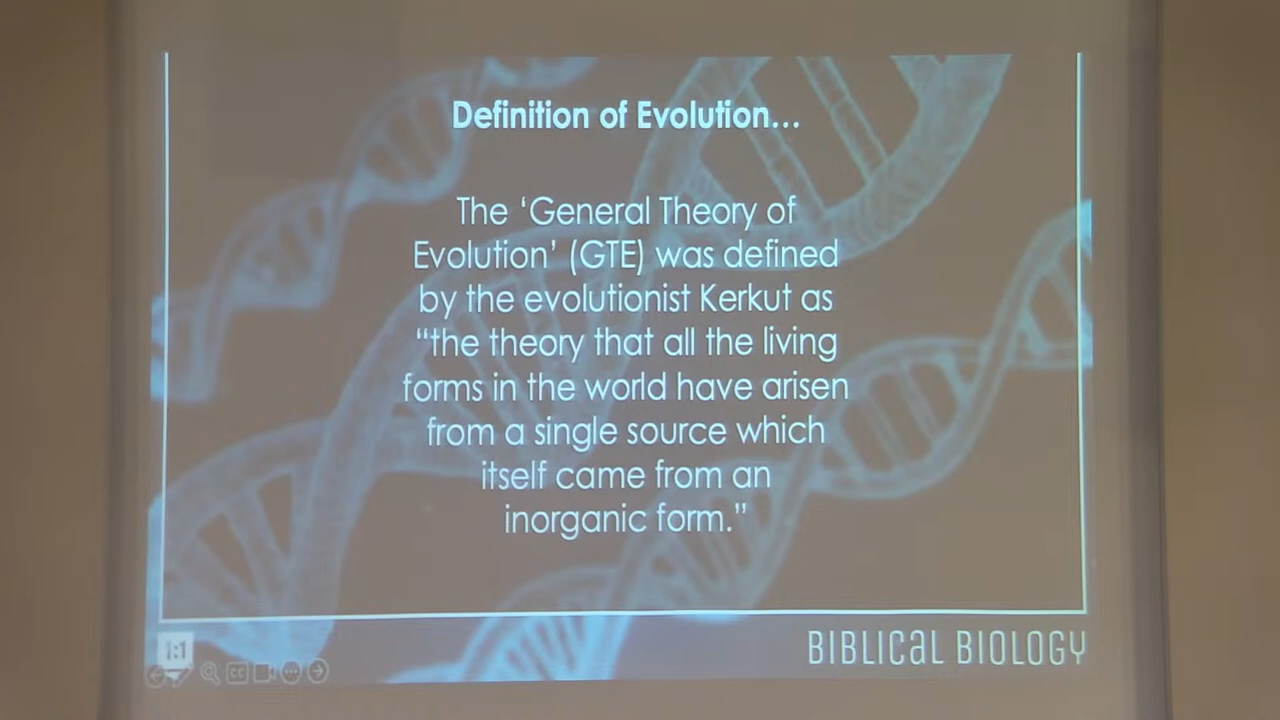 Definition of Evolution...
The ‘General Theory of
Evolution’ (GTE) was defined
by the evolutionist Kerkut as
“the theory that all the living
forms in the world have arisen
from a single source which
itself came from an
inorganic form.”
1:1
BIBLICAL BIOLOGY
CC